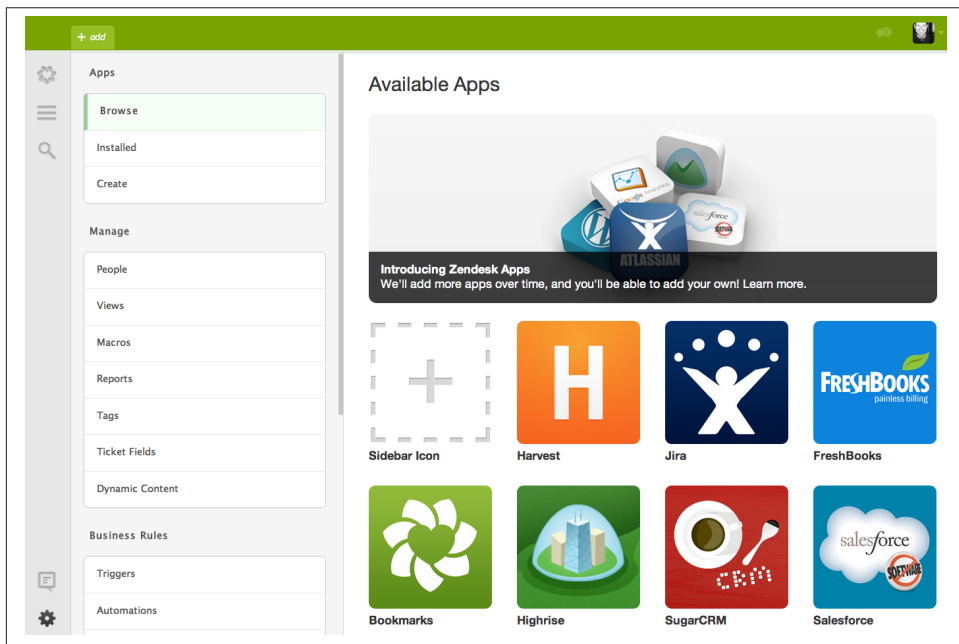 + add
Apps
Browse
Installed
Create
Manage
People
Views
Macros
Reports
Tags
Ticket Fields
Dynamic Content
Business Rules
Triggers
Automations
Available Apps
Google Analytics
salesforce
SOFTWARE
ATLASSIAN
Introducing Zendesk Apps
We'll add more apps over time, and you'll be able to add your own! Learn more.
Sidebar Icon
H
Harvest
Jira
FRESHBOOKS
painless billing
FreshBooks
Bookmarks
Highrise
CRM
SugarCRM
salesforce
SOFTWARE
Salesforce